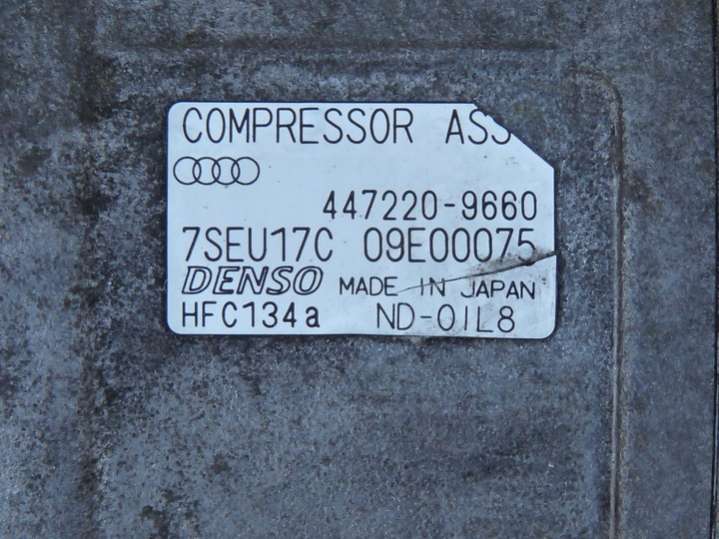 COMPRESSOR ASS
447220-9660
7SEU17C 09E00075
DENSO MADE IN JAPAN
HFC134a ND-OIL8